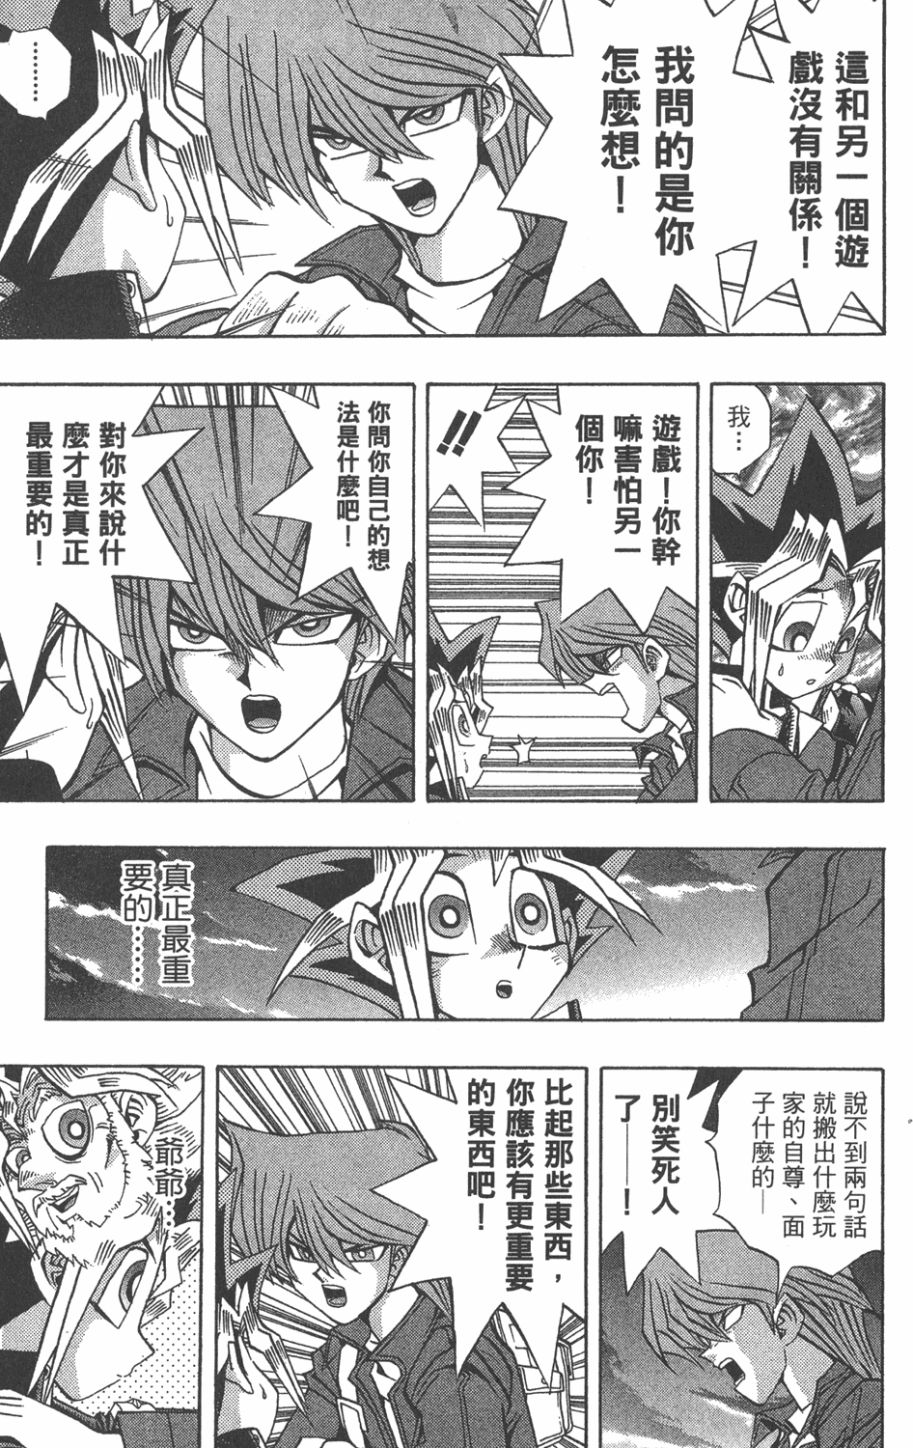 這和另一個遊
戲沒有關係！
我問的是你
怎麼想！
………
我…
遊戲！你幹
嘛害怕另一
個你！
!!
你問你自己的想
法是什麼吧！
對你來說什
麼才是真正
最重要的！
真正最重
要的……
說不到兩句話
就搬出什麼玩
家的自尊、面
子什麼的—
別笑死人
了——！
比起那些東西，
你應該有更重要
的東西吧！
爺爺…